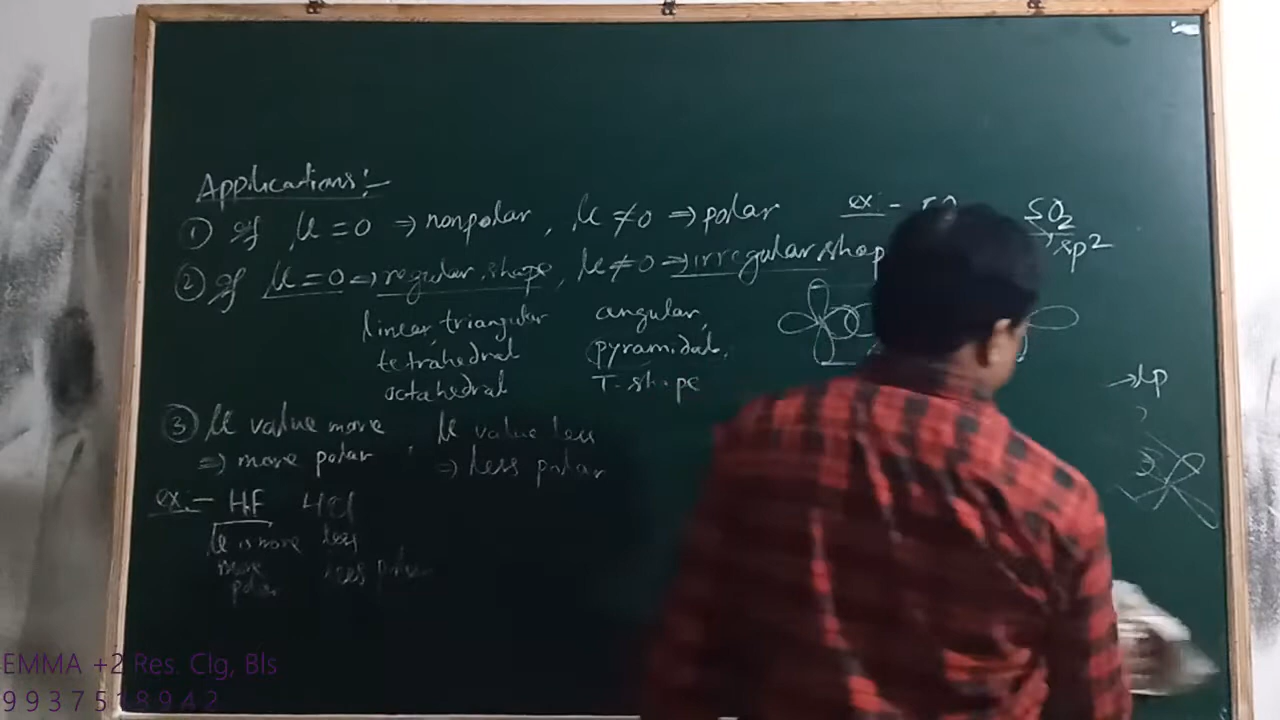 Applications:-
① If μ = 0 ⇒ nonpolar, μ ≠ 0 ⇒ polar
② If μ = 0 ⇒ regular shape, μ ≠ 0 ⇒ irregular shap
linear, triangular
tetrahedral
octahedral
angular,
pyramidal,
T-shape
③ μ value more
⇒ more polar
μ value less
⇒ less polar
ex:- HF HCl
μ is more less
more
polar
less polar
ex:-
SO2
→ sp2
→ lp
EMMA +2 Res. Clg, Bls
9937518942